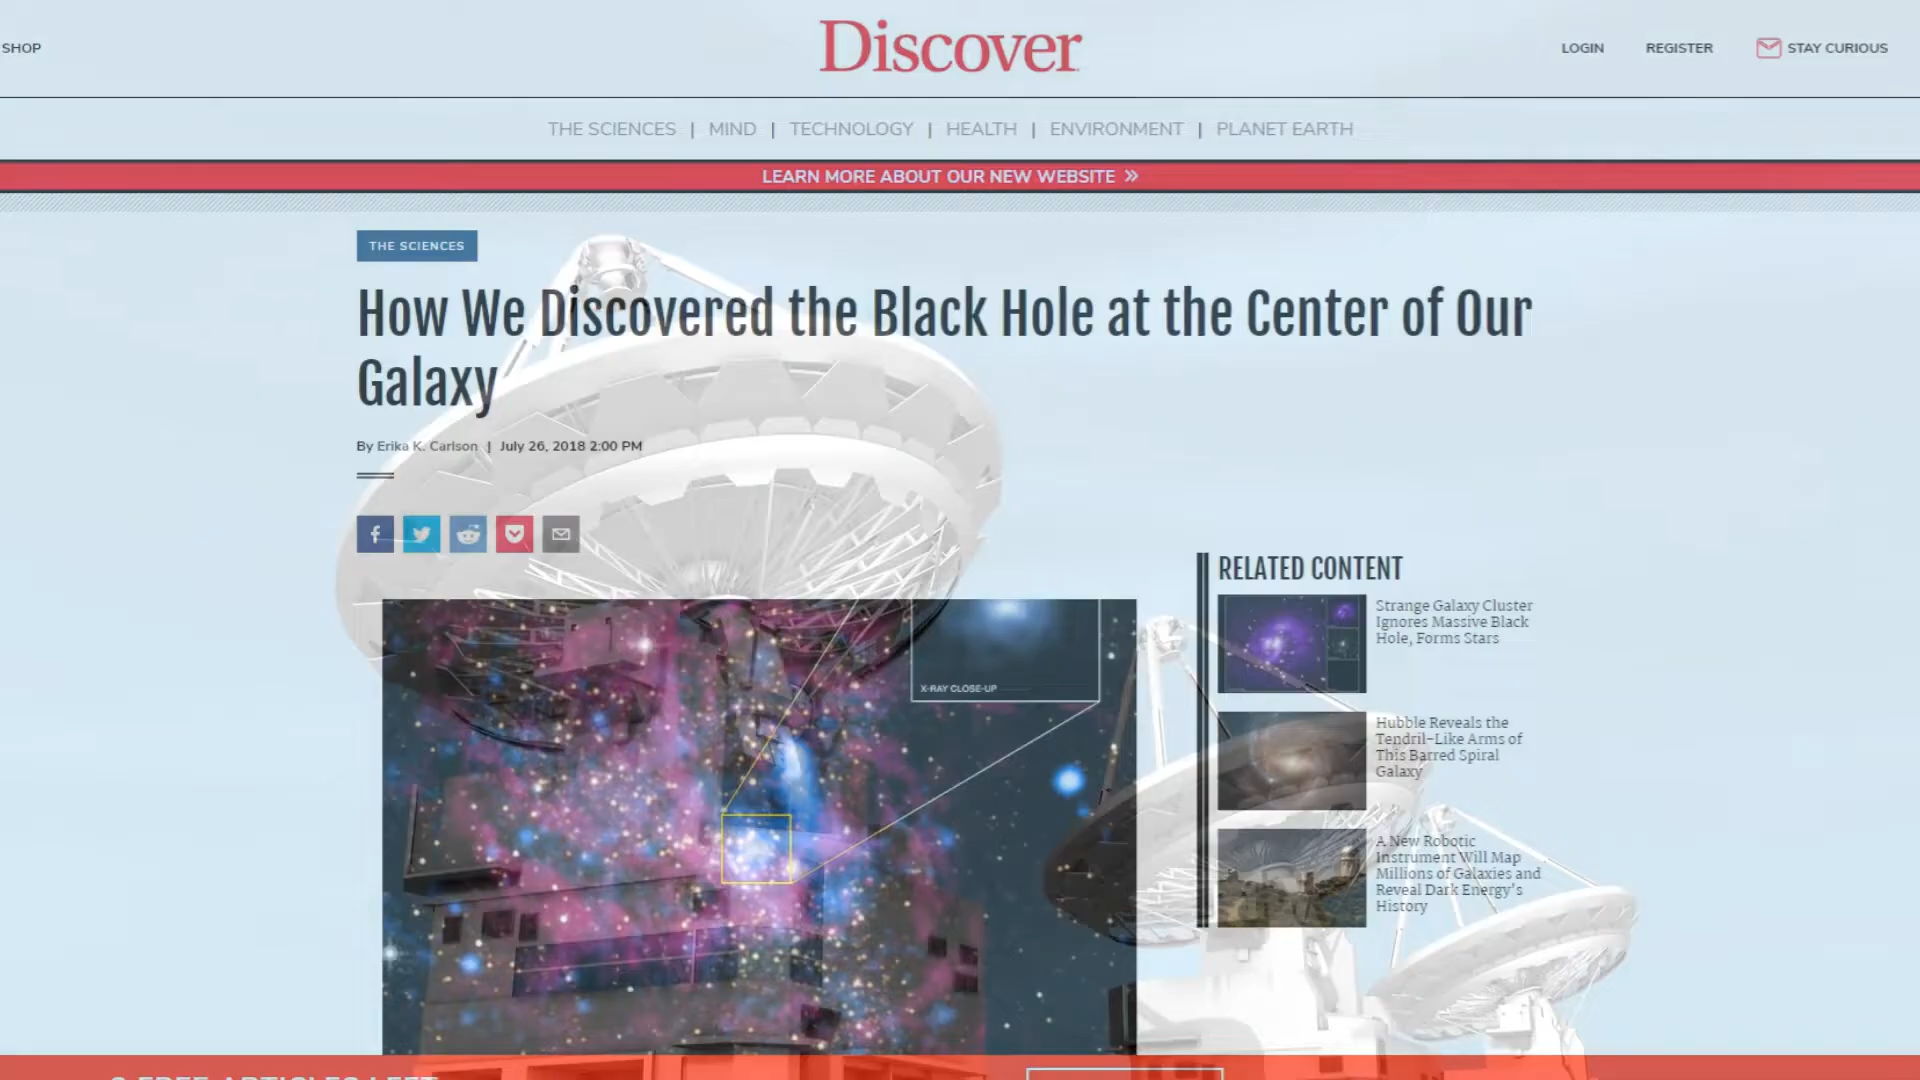 SHOP
Discover
LOGIN
REGISTER
STAY CURIOUS
THE SCIENCES | MIND | TECHNOLOGY | HEALTH | ENVIRONMENT | PLANET EARTH
LEARN MORE ABOUT OUR NEW WEBSITE »
THE SCIENCES
How We Discovered the Black Hole at the Center of Our
Galaxy
By Erika K. Carlson | July 26, 2018 2:00 PM
X-RAY CLOSE-UP
RELATED CONTENT
Strange Galaxy Cluster
Ignores Massive Black
Hole, Forms Stars
Hubble Reveals the
Tendril-Like Arms of
This Barred Spiral
Galaxy
A New Robotic
Instrument Will Map
Millions of Galaxies and
Reveal Dark Energy's
History
FREE ARTICLES LEFT